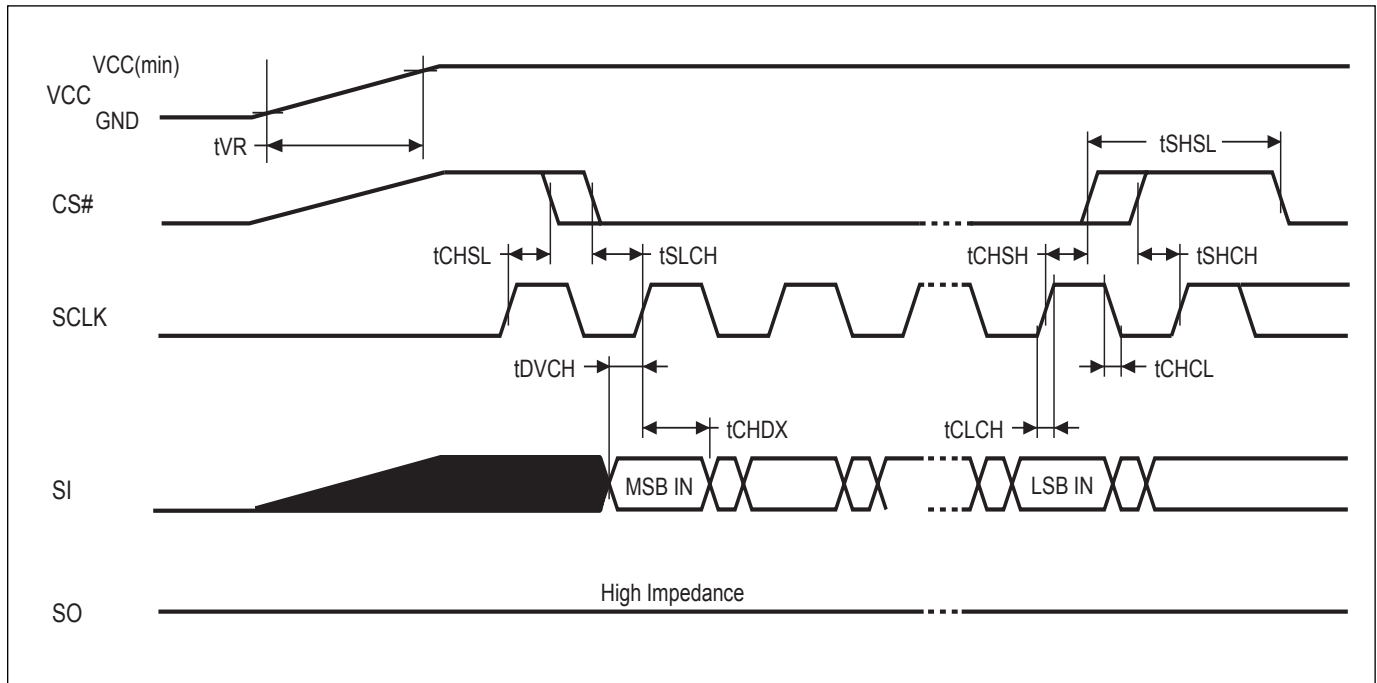 VCC(min)
VCC
GND
tVR
tSHSL
CS#
tCHSL
tSLCH
tCHSH
tSHCH
SCLK
tDVCH
tCHCL
tCHDX
tCLCH
SI
MSB IN
LSB IN
High Impedance
SO